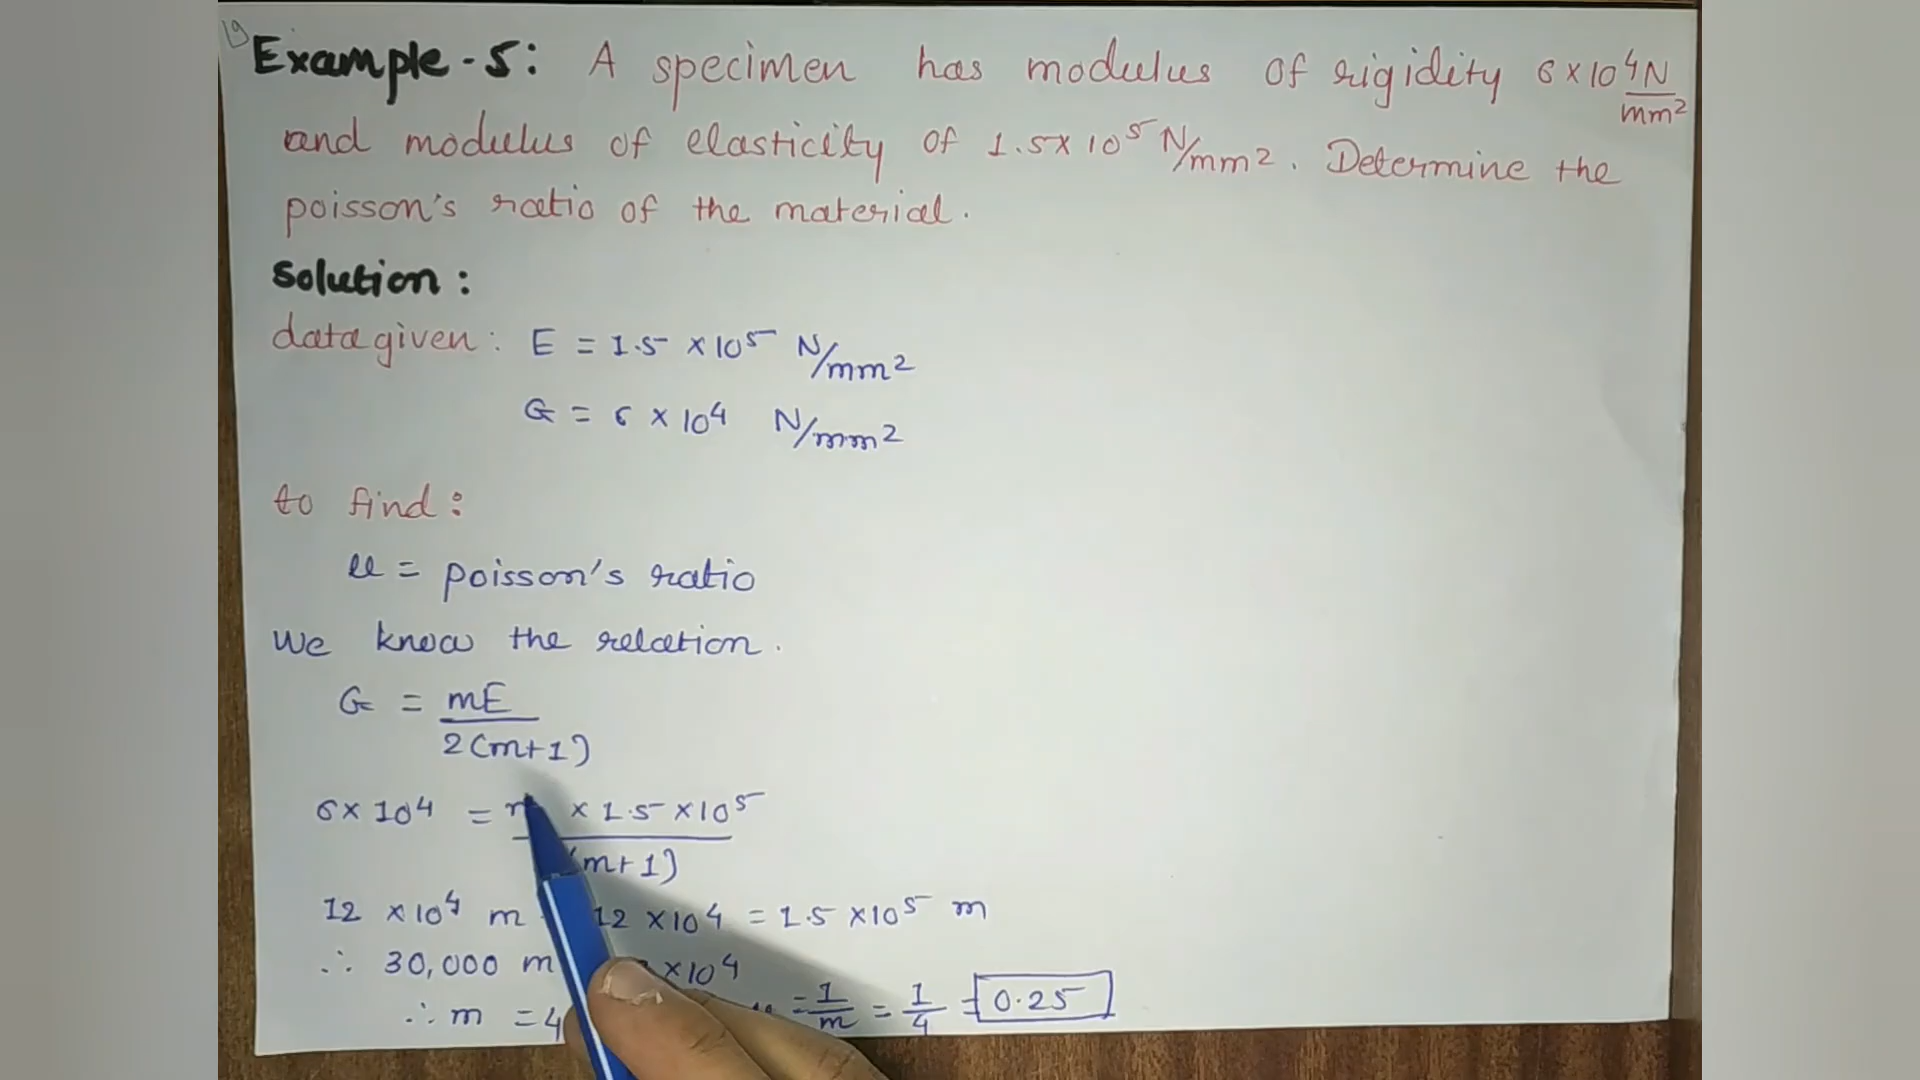 Example-5: A specimen has modulus of rigidity 6×10⁴ N/mm²
and modulus of elasticity of 1.5×10⁵ N/mm². Determine the
poisson's ratio of the material.
Solution:
data given: E = 1.5 ×10⁵ N/mm²
G = 6 × 10⁴ N/mm²
to find:
μ = poisson's ratio
We know the relation.
G = mE / 2(m+1)
6× 10⁴ = × 1.5 ×10⁵ / (m+1)
12 ×10⁴ m 12 ×10⁴ = 1.5 ×10⁵ m
∴ 30,000 m ×10⁴
∴ m = 4 = 1/m = 1/4 = 0.25